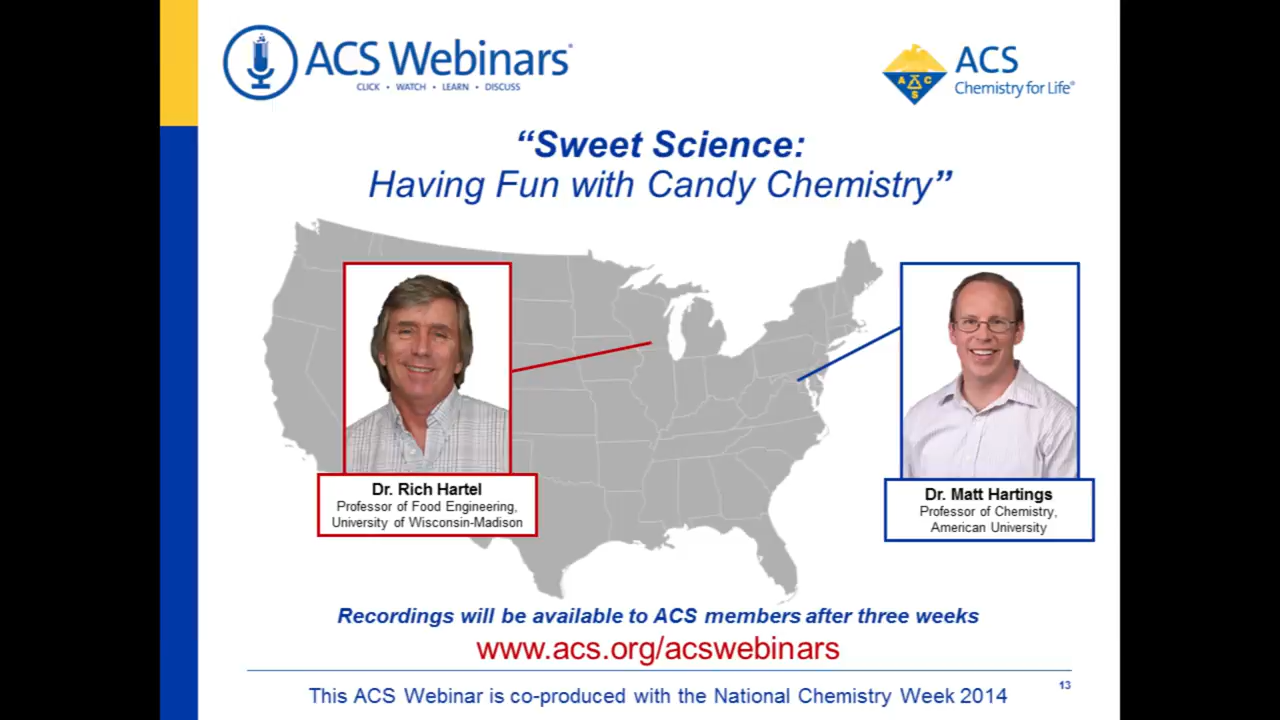 ACS Webinars®
CLICK • WATCH • LEARN • DISCUSS
ACS
Chemistry for Life®
A C S
“Sweet Science:
Having Fun with Candy Chemistry”
Dr. Rich Hartel
Professor of Food Engineering,
University of Wisconsin-Madison
Dr. Matt Hartings
Professor of Chemistry,
American University
Recordings will be available to ACS members after three weeks
www.acs.org/acswebinars
13
This ACS Webinar is co-produced with the National Chemistry Week 2014